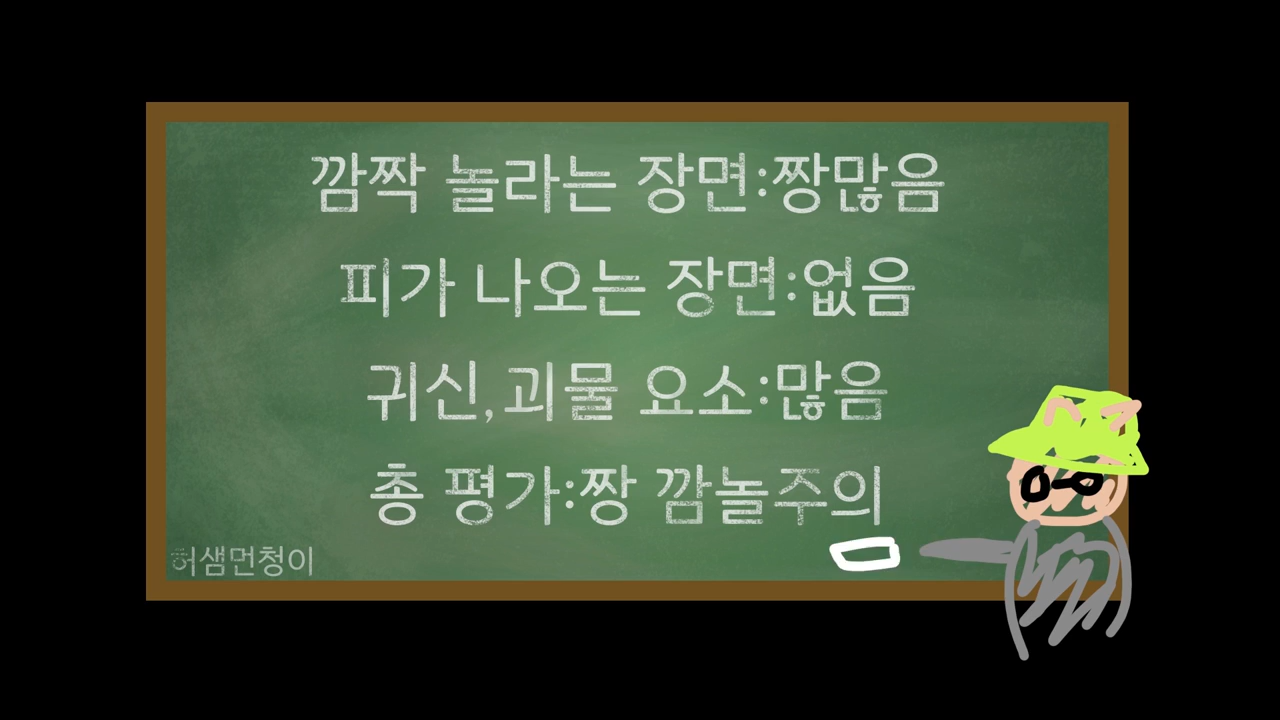 깜짝 놀라는 장면:짱많음
피가 나오는 장면:없음
귀신,괴물 요소:많음
총 평가:짱 깜놀주의
허샘먼청이